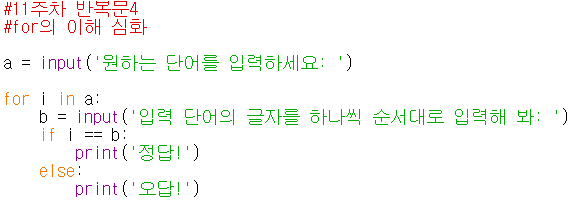 #11주차 반복문4
#for의 이해 심화
a = input('원하는 단어를 입력하세요: ')
for i in a:
    b = input('입력 단어의 글자를 하나씩 순서대로 입력해 봐: ')
    if i == b:
        print('정답!')
    else:
        print('오답!')